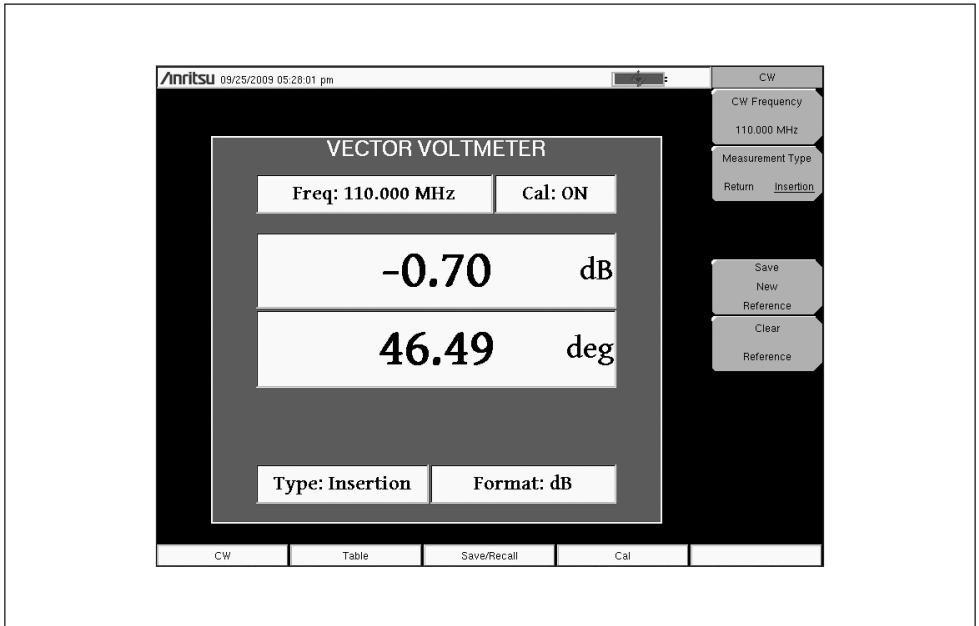 Anritsu 09/25/2009 05:28:01 pm
CW
CW Frequency
110.000 MHz
Measurement Type
Return Insertion
Save
New
Reference
Clear
Reference
VECTOR VOLTMETER
Freq: 110.000 MHz Cal: ON
-0.70 dB
46.49 deg
Type: Insertion Format: dB
CW Table Save/Recall Cal